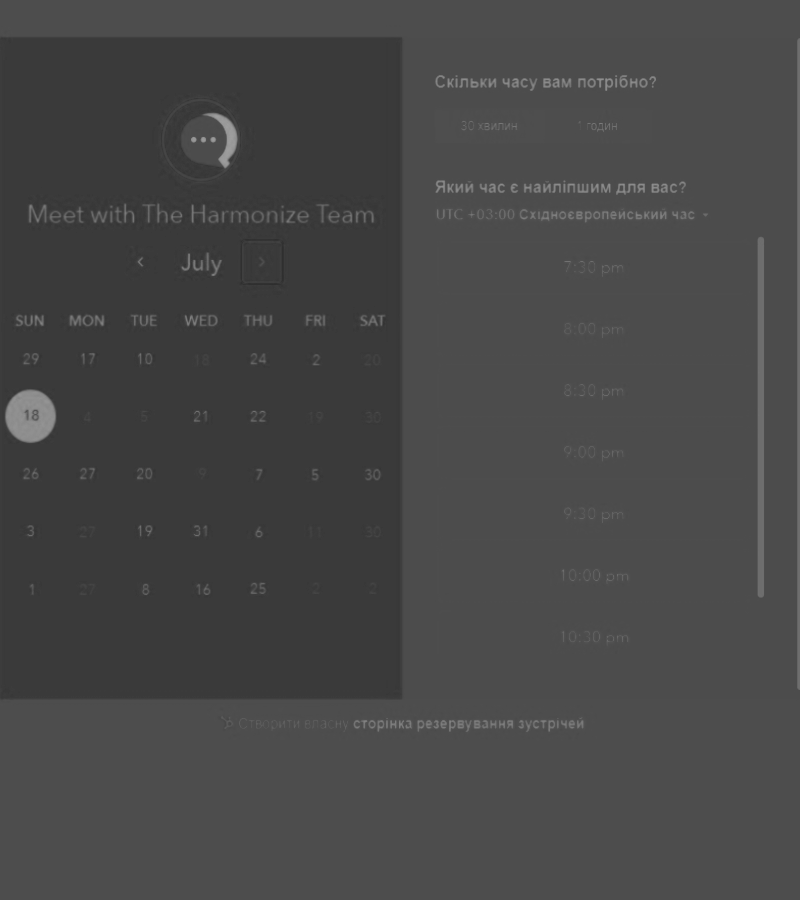 Meet with The Harmonize Team
July
SUN MON TUE WED THU FRI SAT
29 17 10 18 24 2 20
18 4 5 21 22 19 30
26 27 20 9 7 5 30
3 27 19 31 6 11 30
1 27 8 16 25 2 2
Скільки часу вам потрібно?
30 хвилин 1 годин
Який час є найліпшим для вас?
UTC +03:00 Східноєвропейський час
7:30 pm
8:00 pm
8:30 pm
9:00 pm
9:30 pm
10:00 pm
10:30 pm
Створити власну сторінка резервування зустрічей